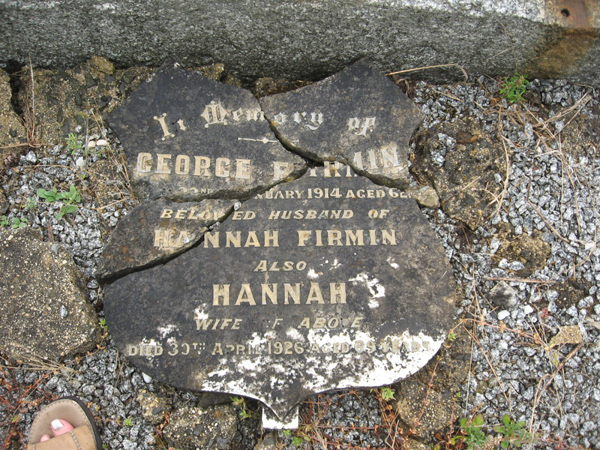 In Memory of
GEORGE FIRMIN
1914 AGED
BELOVED HUSBAND OF
HANNAH FIRMIN
ALSO
HANNAH
WIFE OF ABOVE
DIED 30TH APRIL 1926 AGED